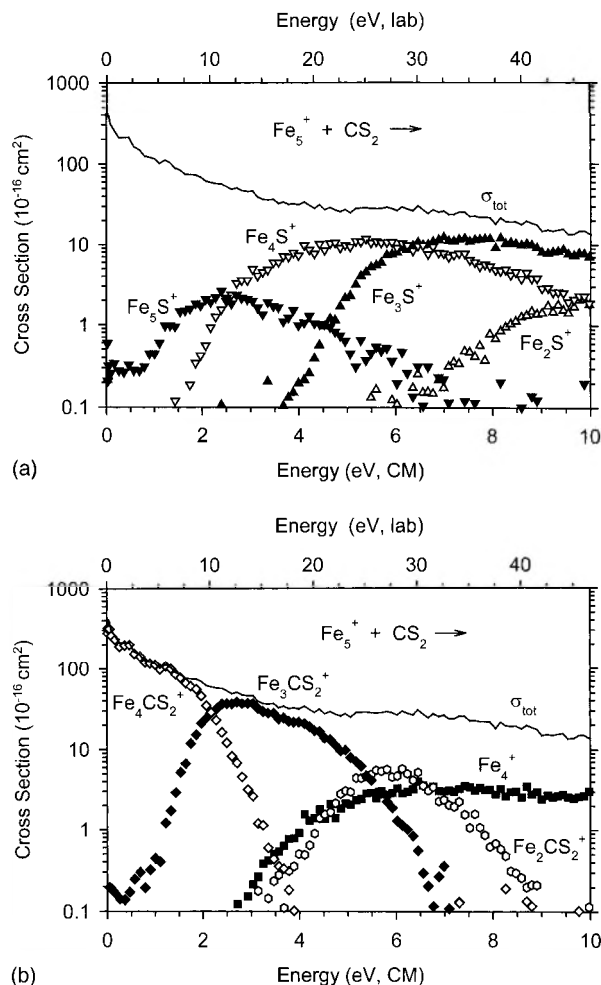 Energy (eV, lab)
0 10 20 30 40
1000
100
10
1
0.1
Cross Section (10⁻¹⁶ cm²)
Fe₅⁺ + CS₂ →
σtot
Fe₄S⁺
Fe₅S⁺
Fe₃S⁺
Fe₂S⁺
0 2 4 6 8 10
(a)
Energy (eV, CM)
Energy (eV, lab)
0 10 20 30 40
1000
100
10
1
0.1
Cross Section (10⁻¹⁶ cm²)
Fe₅⁺ + CS₂ →
Fe₄CS₂⁺
Fe₃CS₂⁺
σtot
Fe₄⁺
Fe₂CS₂⁺
0 2 4 6 8 10
(b)
Energy (eV, CM)